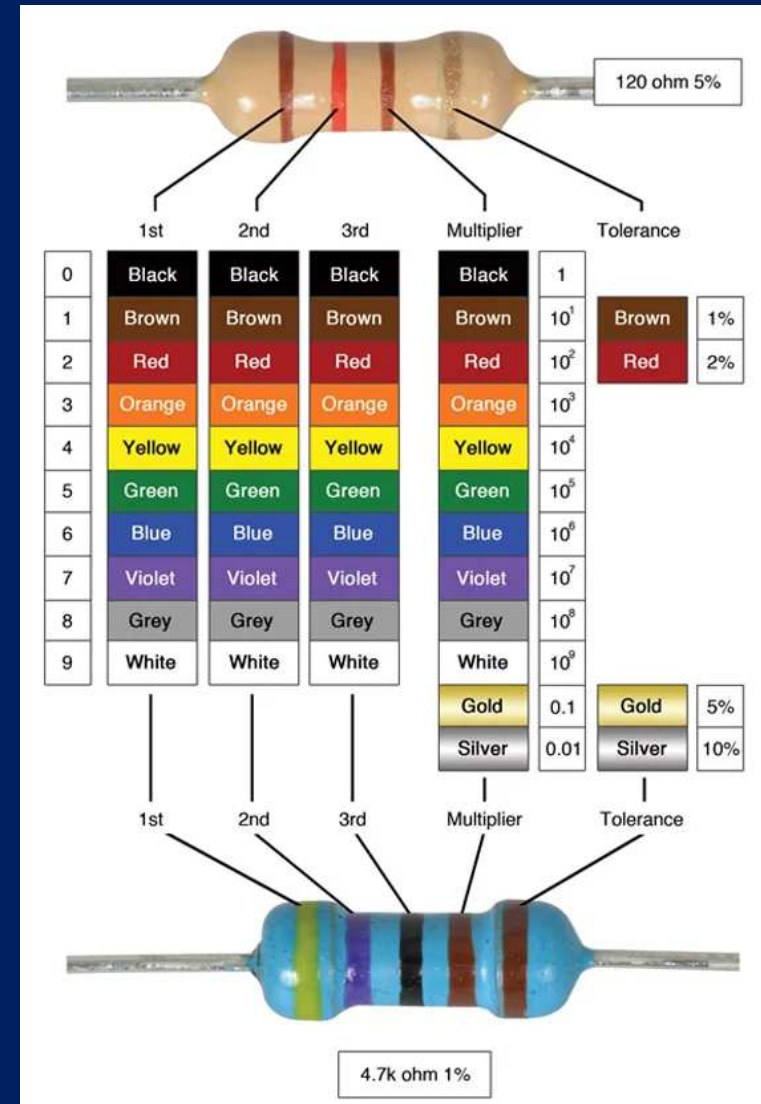 120 ohm 5%
1st 2nd 3rd Multiplier Tolerance
0 Black Black Black Black 1
1 Brown Brown Brown Brown 10¹ Brown 1%
2 Red Red Red Red 10² Red 2%
3 Orange Orange Orange Orange 10³
4 Yellow Yellow Yellow Yellow 10⁴
5 Green Green Green Green 10⁵
6 Blue Blue Blue Blue 10⁶
7 Violet Violet Violet Violet 10⁷
8 Grey Grey Grey Grey 10⁸
9 White White White White 10⁹
Gold 0.1 Gold 5%
Silver 0.01 Silver 10%
1st 2nd 3rd Multiplier Tolerance
4.7k ohm 1%